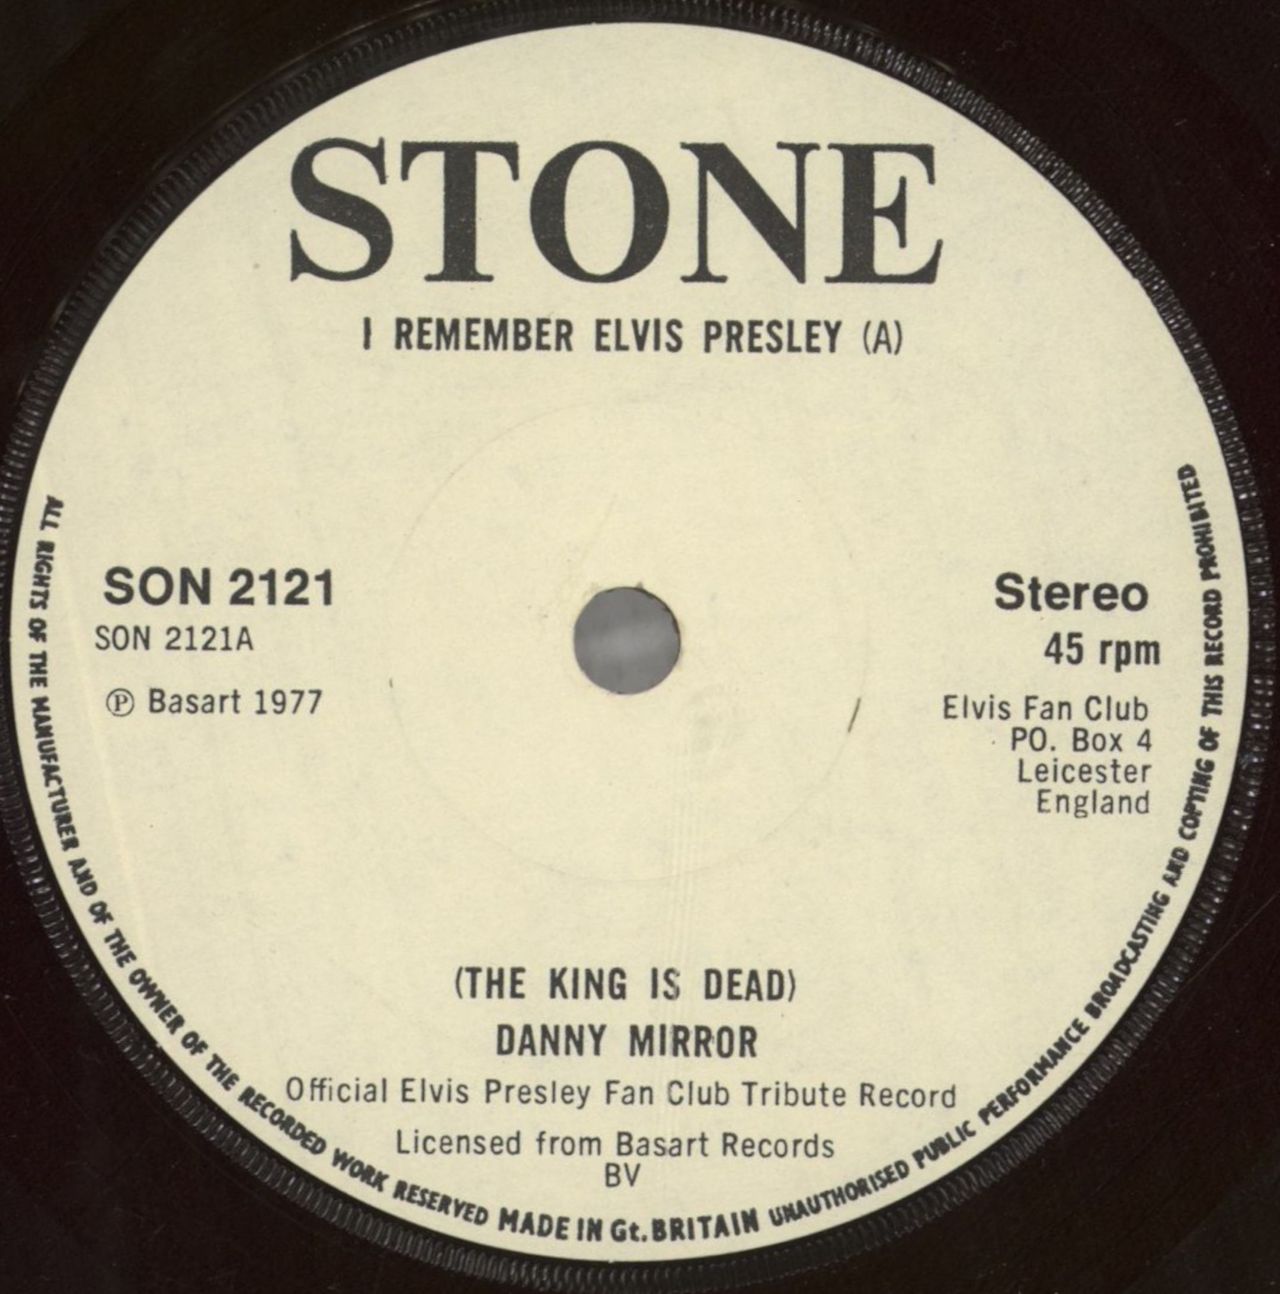 STONE
I REMEMBER ELVIS PRESLEY (A)
SON 2121
SON 2121A
℗ Basart 1977
Stereo
45 rpm
Elvis Fan Club
PO. Box 4
Leicester
England
(THE KING IS DEAD)
DANNY MIRROR
Official Elvis Presley Fan Club Tribute Record
Licensed from Basart Records
BV
ALL RIGHTS OF THE MANUFACTURER AND OF THE OWNER OF THE RECORDED WORK RESERVED MADE IN Gt. BRITAIN UNAUTHORISED PUBLIC PERFORMANCE BROADCASTING AND COPYING OF THIS RECORD PROHIBITED